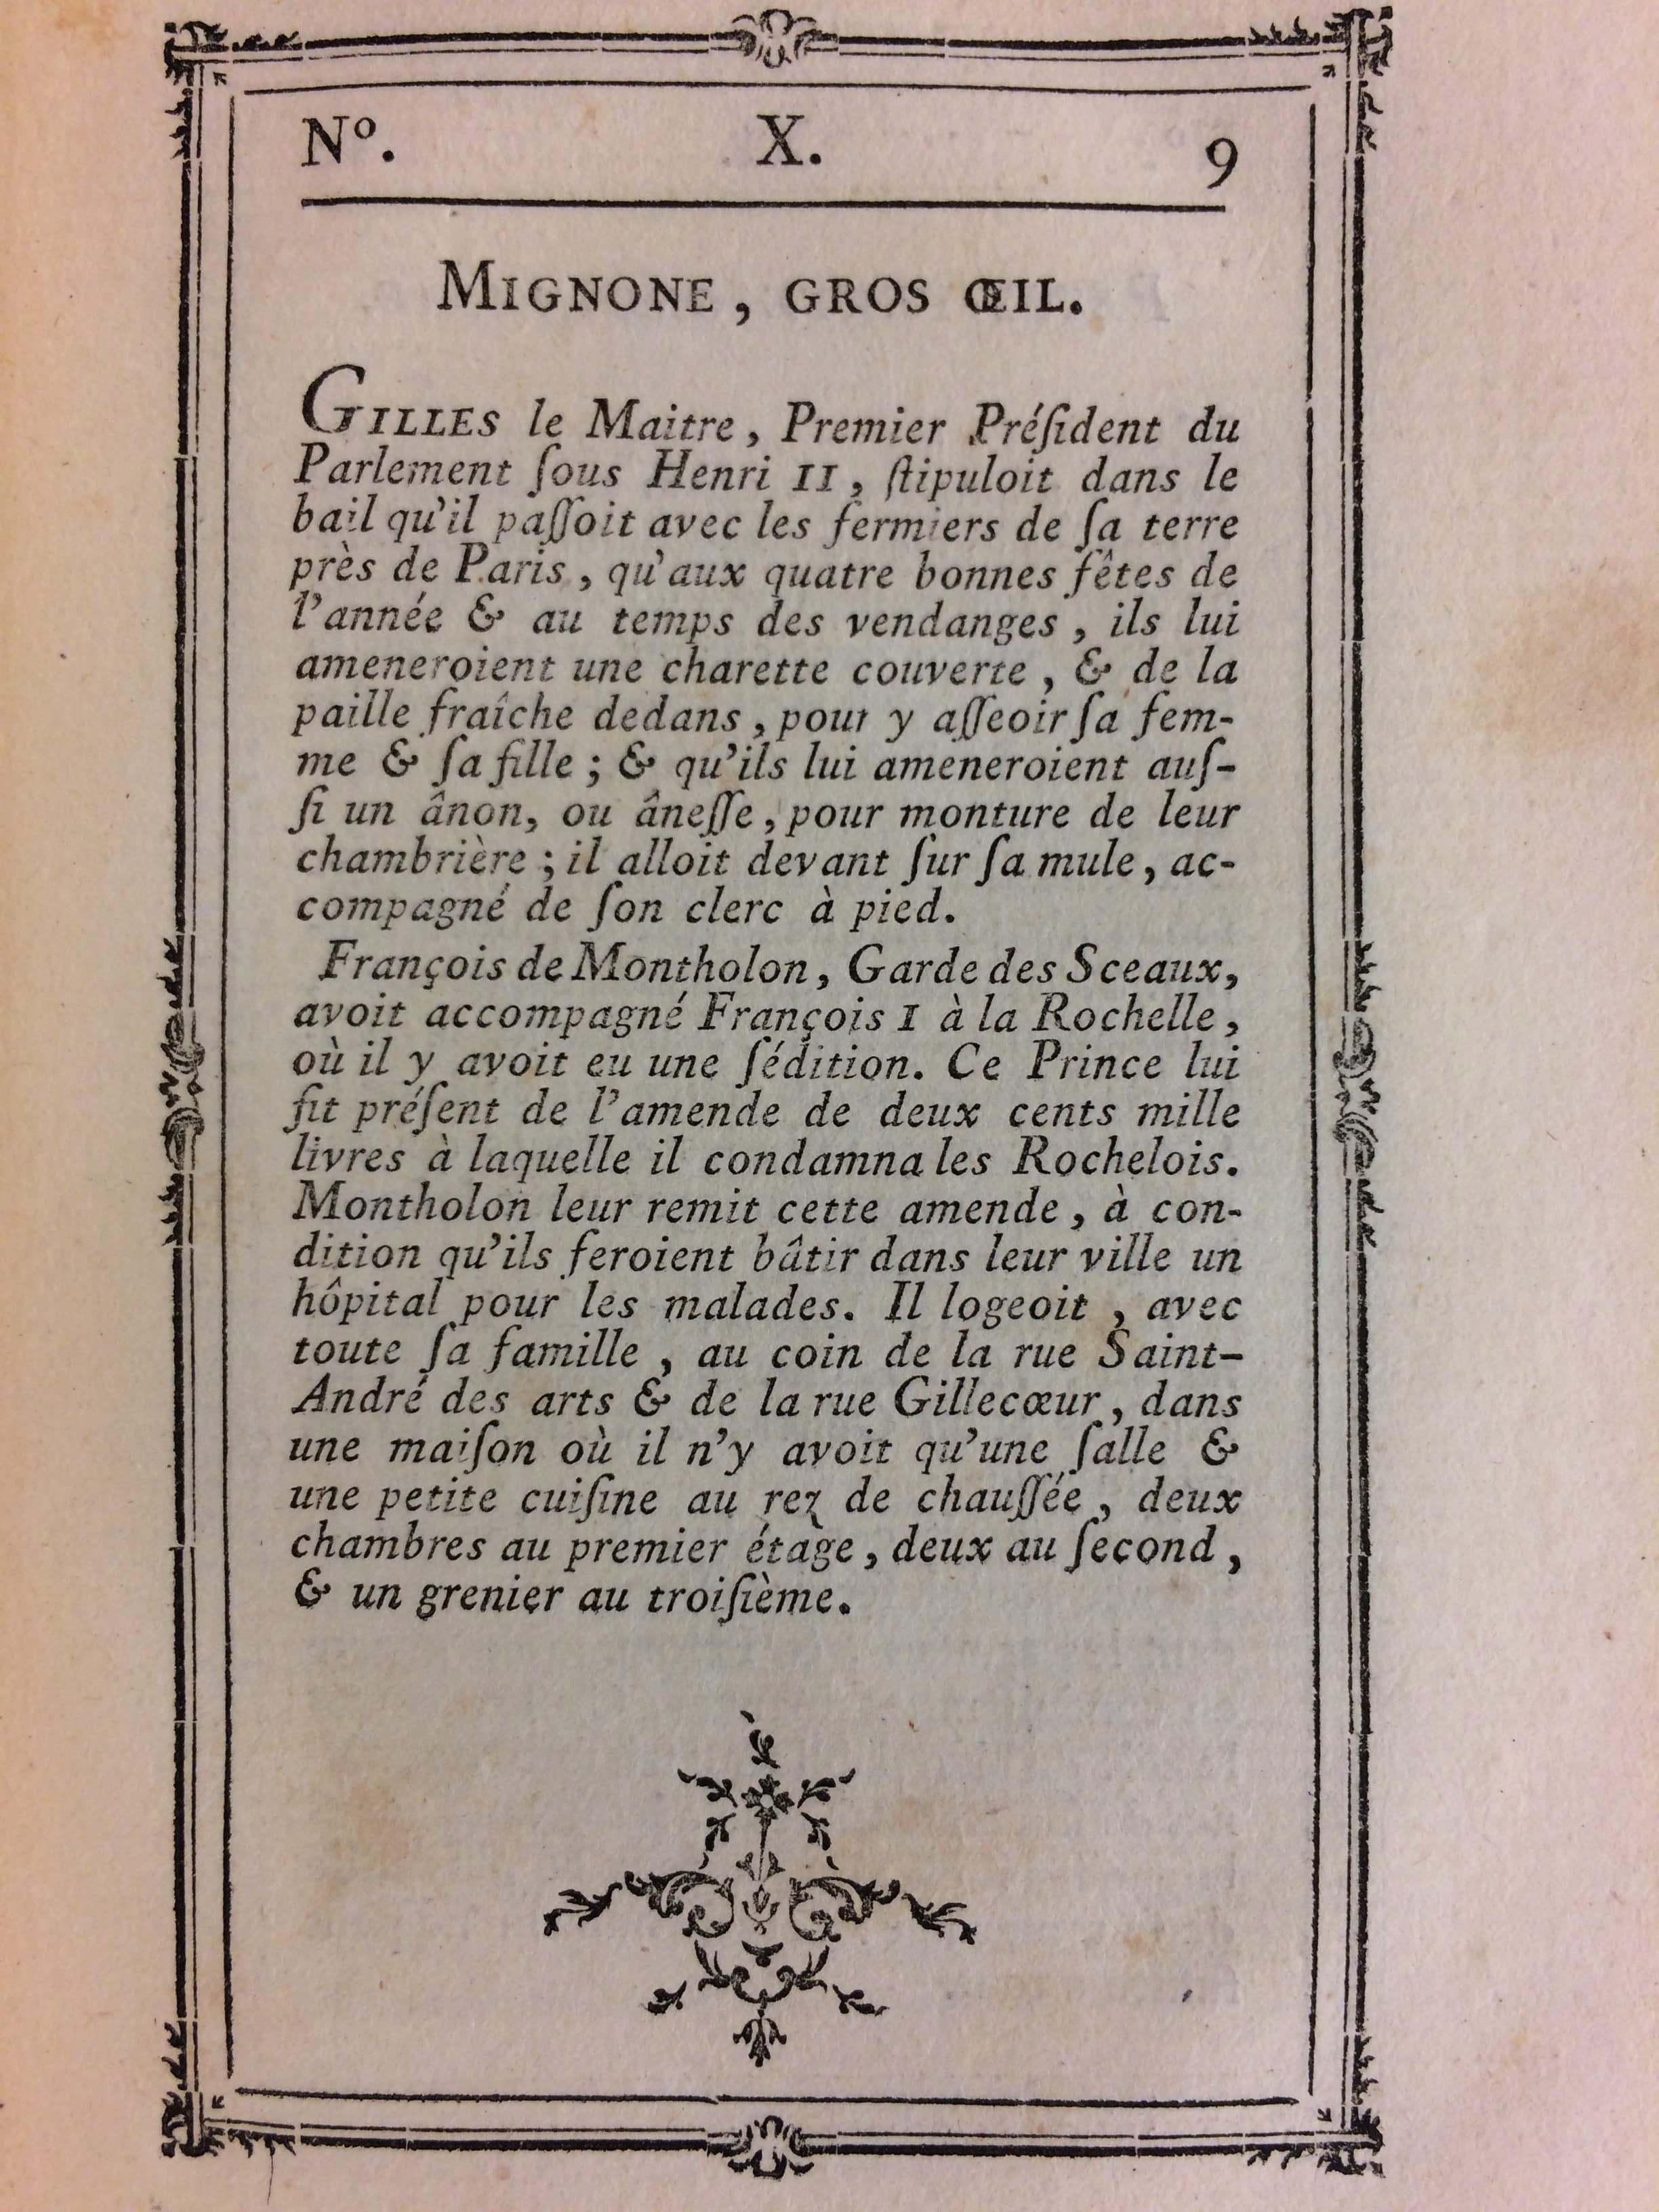 Nº. X. 9
MIGNONE, GROS ŒIL.
GILLES le Maitre, Premier Préſident du
Parlement ſous Henri II, ſtipuloit dans le
bail qu'il paſſoit avec les fermiers de ſa terre
près de Paris, qu'aux quatre bonnes fêtes de
l'année & au temps des vendanges, ils lui
ameneroient une charette couverte, & de la
paille fraîche dedans, pour y aſſeoir ſa fem-
me & ſa fille; & qu'ils lui ameneroient auſ-
ſi un ânon, ou âneſſe, pour monture de leur
chambrière; il alloit devant ſur ſa mule, ac-
compagné de ſon clerc à pied.
François de Montholon, Garde des Sceaux,
avoit accompagné François I à la Rochelle,
où il y avoit eu une ſédition. Ce Prince lui
fit préſent de l'amende de deux cents mille
livres à laquelle il condamna les Rochelois.
Montholon leur remit cette amende, à con-
dition qu'ils feroient bâtir dans leur ville un
hôpital pour les malades. Il logeoit, avec
toute ſa famille, au coin de la rue Saint-
André des arts & de la rue Gillecœur, dans
une maiſon où il n'y avoit qu'une ſalle &
une petite cuiſine au rez de chauſſée, deux
chambres au premier étage, deux au ſecond,
& un grenier au troiſième.